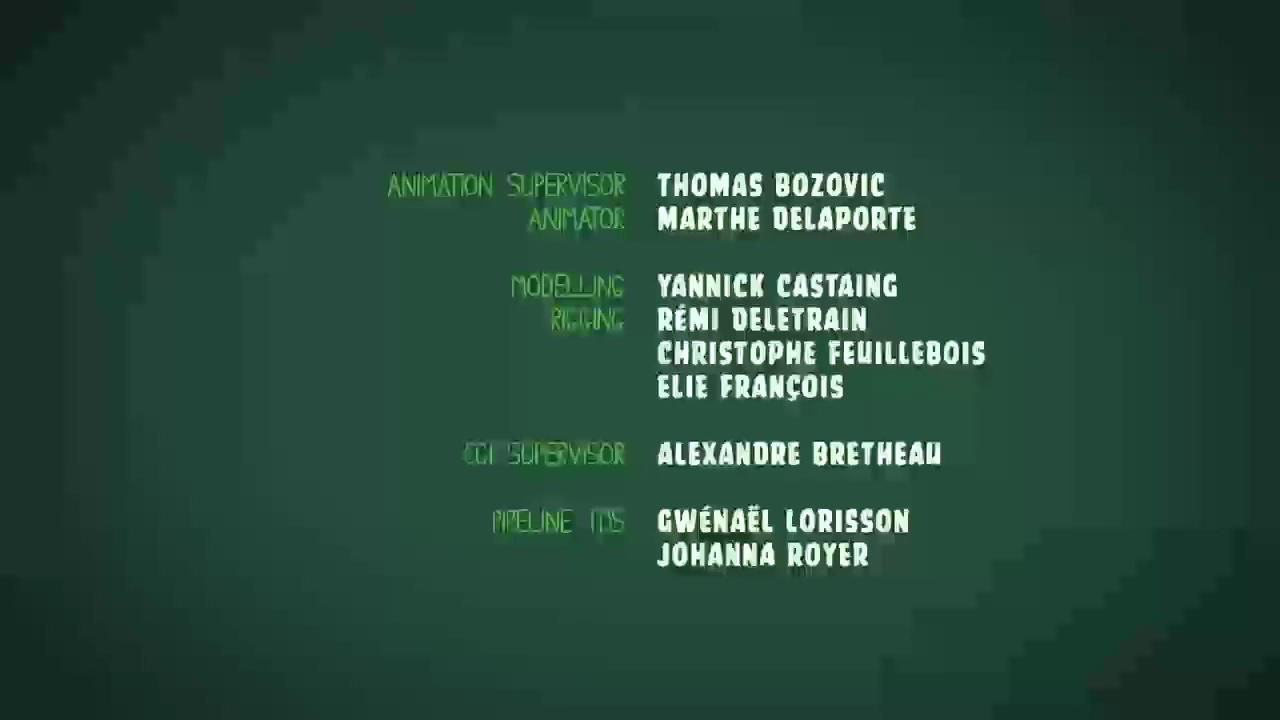 ANIMATION SUPERVISOR THOMAS BOZOVIC
ANIMATOR MARTHE DELAPORTE
MODELLING YANNICK CASTAING
RIGGING RÉMI DELETRAIN
CHRISTOPHE FEUILLEBOIS
ELIE FRANÇOIS
CGI SUPERVISOR ALEXANDRE BRETHEAU
PIPELINE TDS GWÉNAËL LORISSON
JOHANNA ROYER